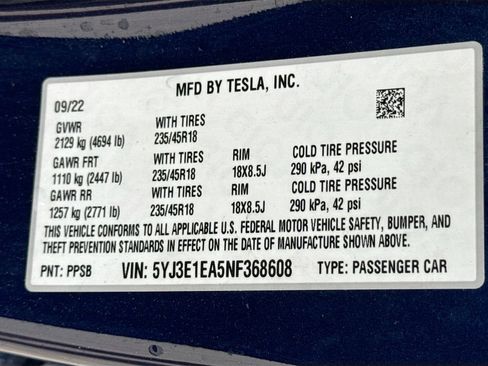 MFD BY TESLA, INC.
09/22
GVWR WITH TIRES
2129 kg (4694 lb) 235/45R18
GAWR FRT WITH TIRES RIM COLD TIRE PRESSURE
1110 kg (2447 lb) 235/45R18 18X8.5J 290 kPa, 42 psi
GAWR RR WITH TIRES RIM COLD TIRE PRESSURE
1257 kg (2771 lb) 235/45R18 18X8.5J 290 kPa, 42 psi
THIS VEHICLE CONFORMS TO ALL APPLICABLE U.S. FEDERAL MOTOR VEHICLE SAFETY, BUMPER, AND
THEFT PREVENTION STANDARDS IN EFFECT ON THE DATE OF MANUFACTURE SHOWN ABOVE.
PNT: PPSB VIN: 5YJ3E1EA5NF368608 TYPE: PASSENGER CAR